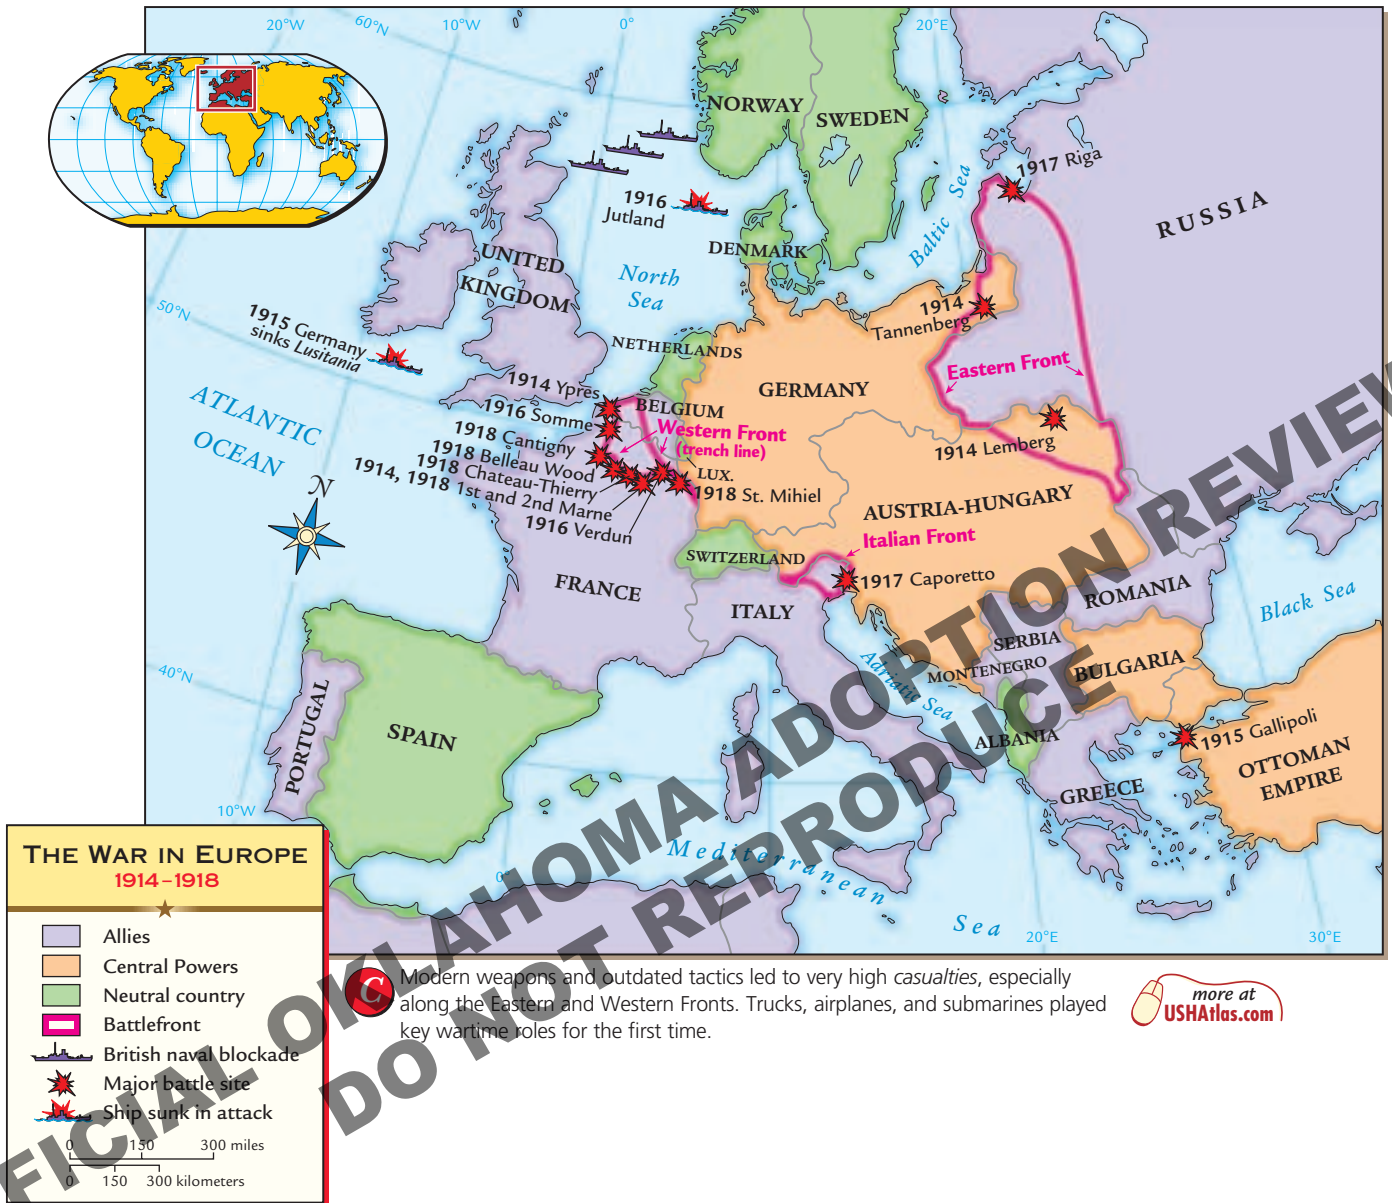 20°W
60°N
10°W
0°
20°E
NORWAY
SWEDEN
1917 Riga
RUSSIA
1916
Jutland
Baltic Sea
DENMARK
UNITED
KINGDOM
North
Sea
50°N
1915 Germany
sinks Lusitania
1914
Tannenberg
NETHERLANDS
Eastern Front
GERMANY
1914 Ypres
BELGIUM
ATLANTIC
OCEAN
1916 Somme
Western Front
(trench line)
1918 Cantigny
1914 Lemberg
1918 Belleau Wood
LUX.
1918 Chateau-Thierry
1914, 1918 1st and 2nd Marne
1918 St. Mihiel
1916 Verdun
N
AUSTRIA-HUNGARY
Italian Front
SWITZERLAND
1917 Caporetto
FRANCE
ITALY
ROMANIA
Black Sea
SERBIA
MONTENEGRO
BULGARIA
Adriatic Sea
40°N
PORTUGAL
SPAIN
ALBANIA
1915 Gallipoli
OTTOMAN
EMPIRE
GREECE
10°W
0°
Mediterranean
Sea
20°E
30°E
THE WAR IN EUROPE
1914–1918
Allies
Central Powers
Neutral country
Battlefront
British naval blockade
Major battle site
Ship sunk in attack
0 150 300 miles
0 150 300 kilometers
C
Modern weapons and outdated tactics led to very high casualties, especially
along the Eastern and Western Fronts. Trucks, airplanes, and submarines played
key wartime roles for the first time.
more at
USHAtlas.com
FICIAL OKLAHOMA ADOPTION REVIEW
DO NOT REPRODUCE